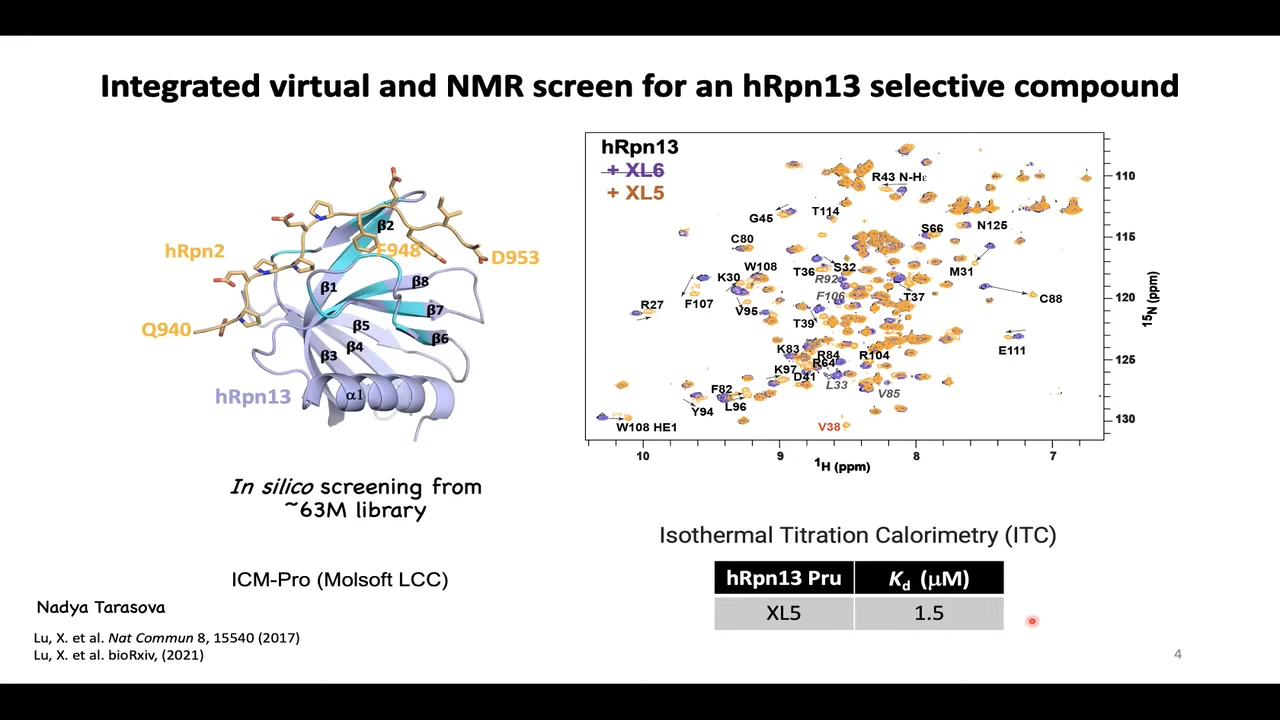 Integrated virtual and NMR screen for an hRpn13 selective compound
hRpn2
β2
F948
D953
β1
β8
β7
Q940
β5
β4
β6
β3
hRpn13
α1
In silico screening from
~63M library
ICM-Pro (Molsoft LCC)
Nadya Tarasova
Lu, X. et al. Nat Commun 8, 15540 (2017)
Lu, X. et al. bioRxiv, (2021)
hRpn13
+ XL6
+ XL5
R43 N-Hε
G45
T114
S66
N125
C80
W108
K30
T36
S32
R92
M31
F106
T37
C88
R27
F107
V95
T39
E111
K83
R84
R64
R104
K97
D41
L33
V85
F82
L96
Y94
W108 HE1
V38
110
115
120
125
130
15N (ppm)
10
9
8
7
1H (ppm)
Isothermal Titration Calorimetry (ITC)
hRpn13 Pru Kd (μM)
XL5 1.5
4